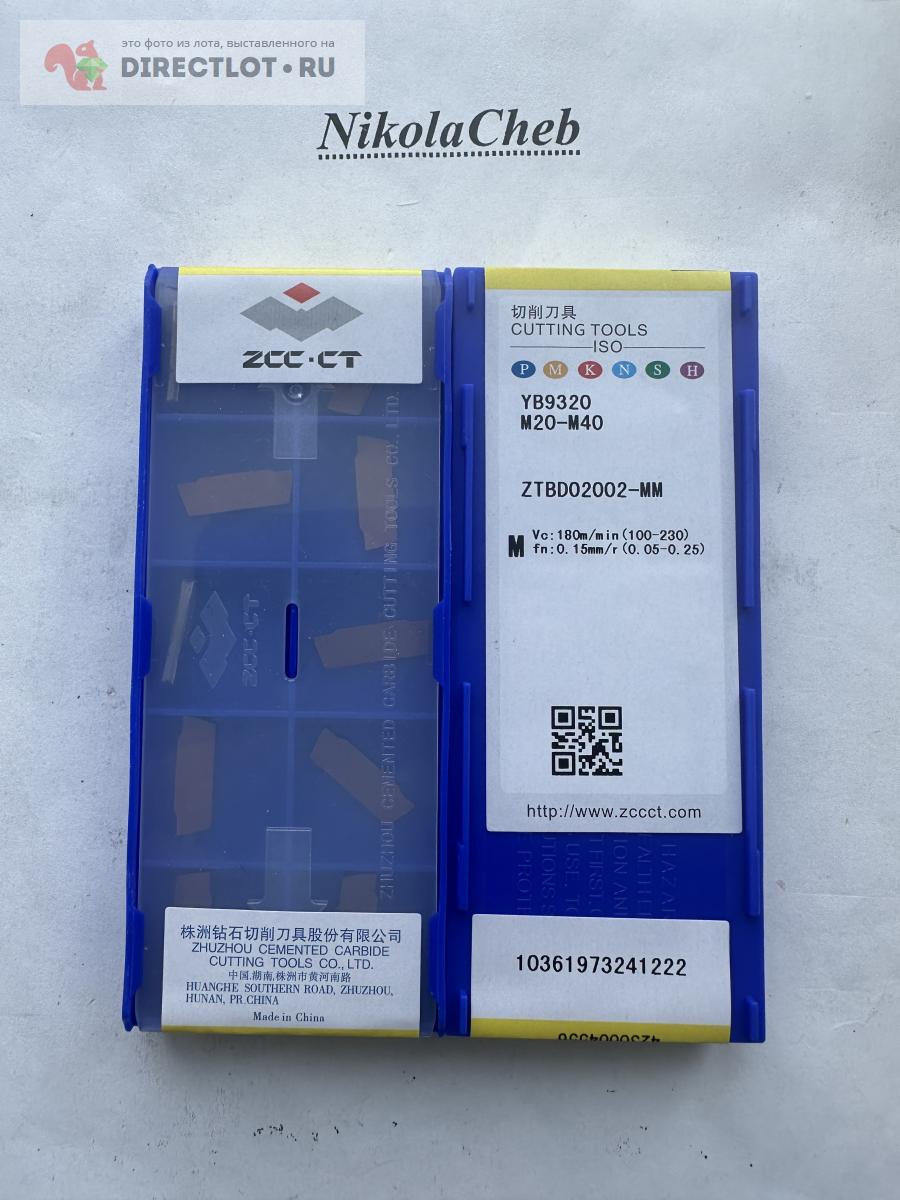 это фото из лота, выставленного на
DIRECTLOT•RU
NikolaCheb
ZCC·CT
ZCC·CT
ZHUZHOU CEMENTED CARBIDE CUTTING TOOLS CO., LTD.
株洲钻石切削刀具股份有限公司
ZHUZHOU CEMENTED CARBIDE
CUTTING TOOLS CO., LTD.
中国.湖南.株洲市黄河南路
HUANGHE SOUTHERN ROAD, ZHUZHOU,
HUNAN, PR.CHINA
Made in China
切削刀具
CUTTING TOOLS
ISO
P M K N S H
YB9320
M20-M40
ZTBD02002-MM
M
Vc:180m/min(100-230)
fn:0.15mm/r(0.05-0.25)
http://www.zccct.com
10361973241222